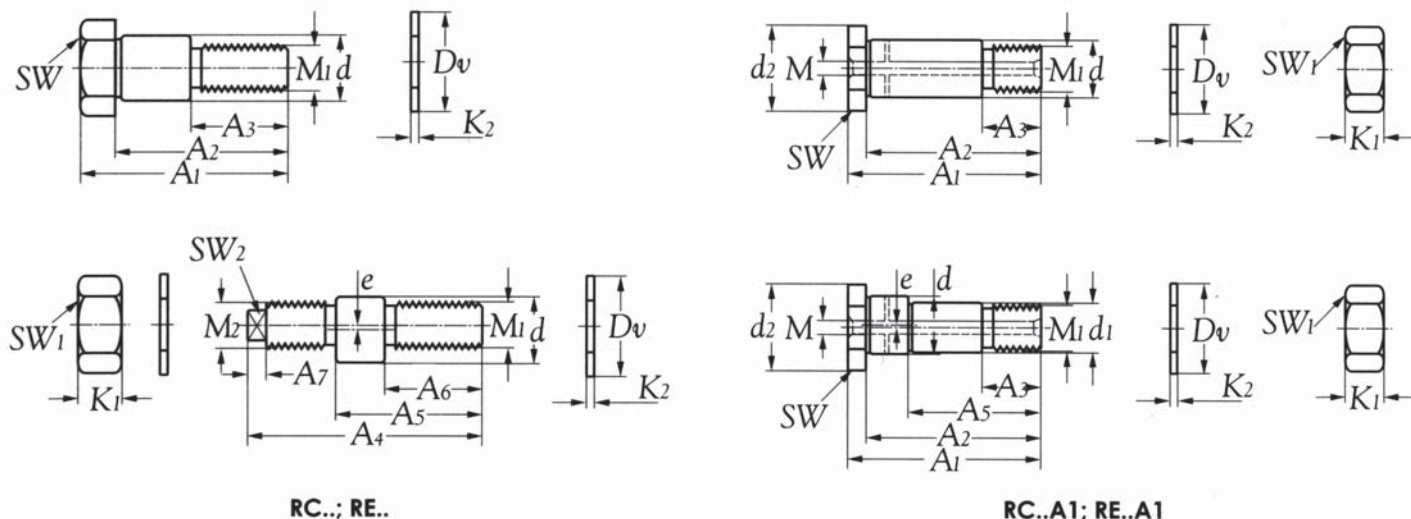 SW
M1
d
Dv
K2
A3
A2
A1
d2
M
M1
d
Dv
K2
SW1
K1
SW
A3
A2
A1
SW2
e
SW1
M2
M1
d
Dv
K1
A7
A6
K2
A5
A4
e
d
d2
M
M1
d1
Dv
SW1
SW
A3
K2
K1
A5
A2
A1
RC..; RE..
RC..A1; RE..A1